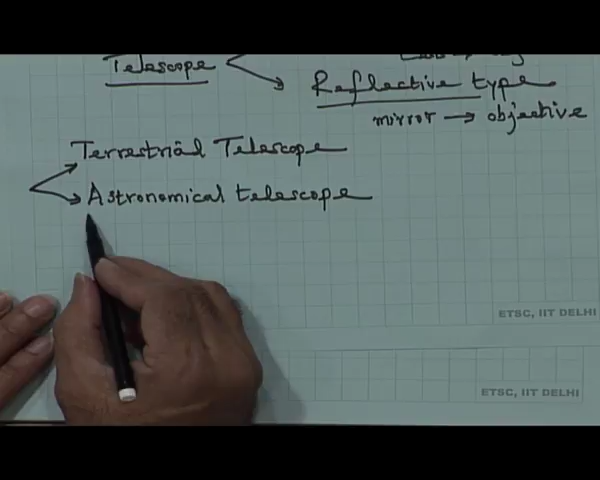 Telescope
Reflective type
mirror → objective
Terrestrial Telescope
Astronomical telescope
ETSC, IIT DELHI
ETSC, IIT DELHI